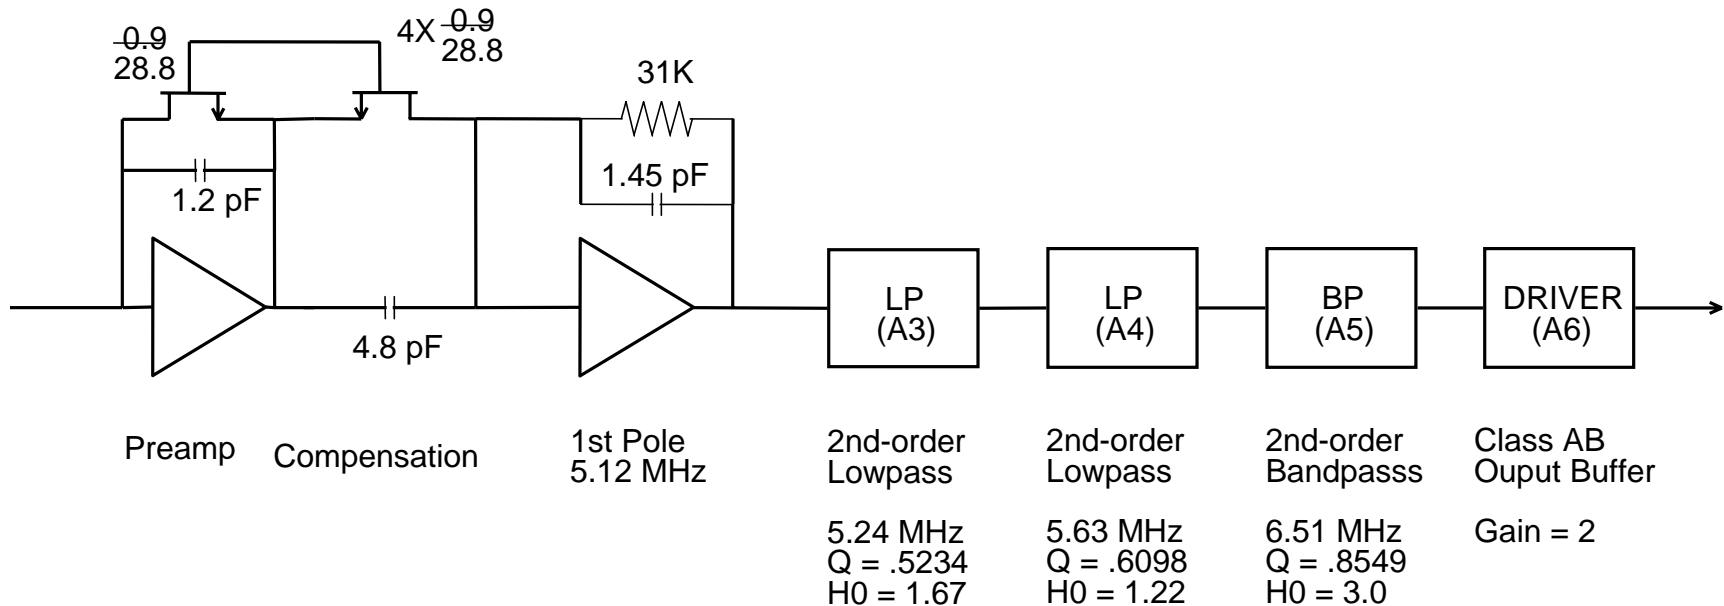 0.9
28.8
4X 0.9
28.8
31K
1.45 pF
1.2 pF
4.8 pF
LP
(A3)
LP
(A4)
BP
(A5)
DRIVER
(A6)
Preamp
Compensation
1st Pole
5.12 MHz
2nd-order
Lowpass
5.24 MHz
Q = .5234
H0 = 1.67
2nd-order
Lowpass
5.63 MHz
Q = .6098
H0 = 1.22
2nd-order
Bandpasss
6.51 MHz
Q = .8549
H0 = 3.0
Class AB
Ouput Buffer
Gain = 2